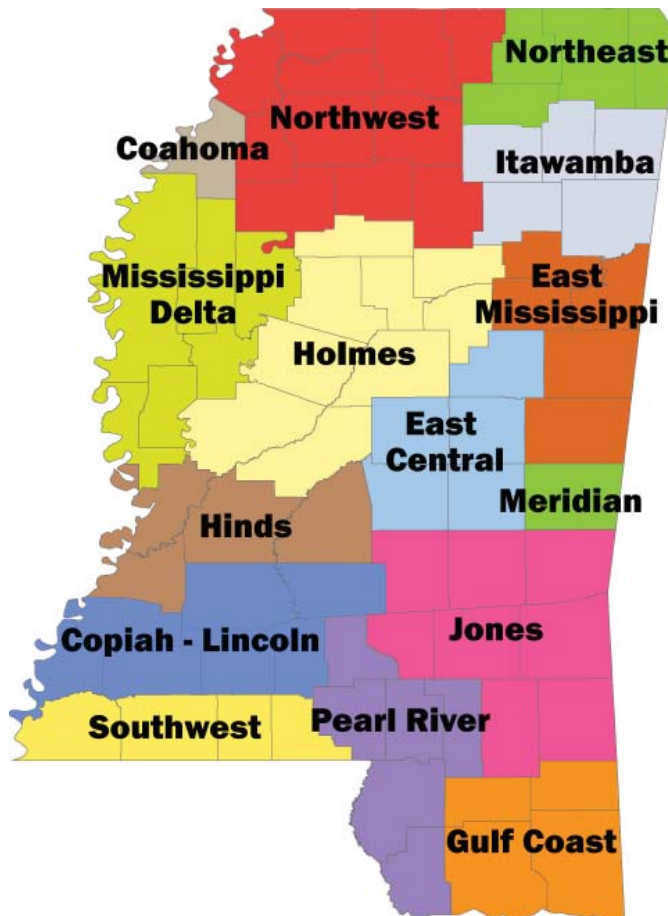 Northeast
Northwest
Coahoma
Itawamba
Mississippi
Delta
East
Mississippi
Holmes
East
Central
Meridian
Hinds
Copiah - Lincoln
Jones
Southwest
Pearl River
Gulf Coast